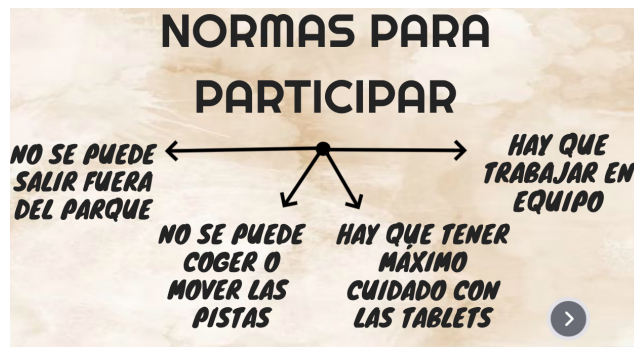 NORMAS PARA
PARTICIPAR
NO SE PUEDE
SALIR FUERA
DEL PARQUE
NO SE PUEDE
COGER O
MOVER LAS
PISTAS
HAY QUE TENER
MÁXIMO
CUIDADO CON
LAS TABLETS
HAY QUE
TRABAJAR EN
EQUIPO